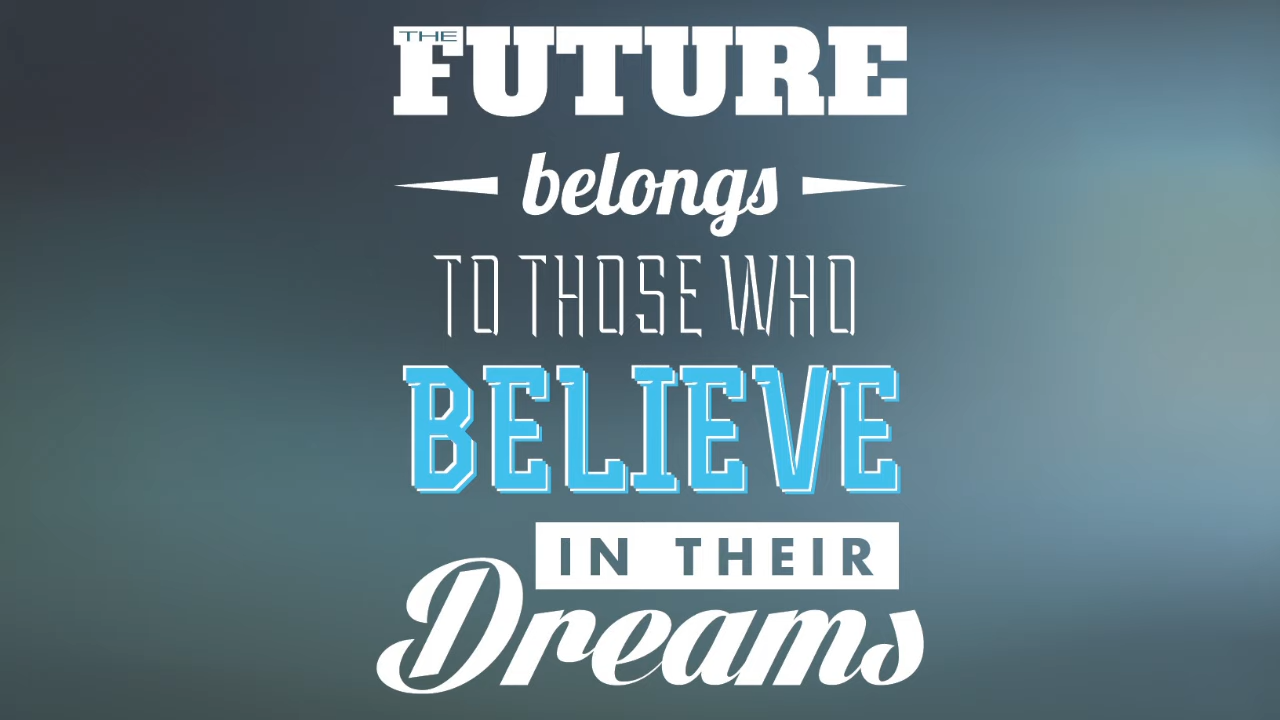 THE FUTURE
belongs
TO THOSE WHO
BELIEVE
IN THEIR
Dreams